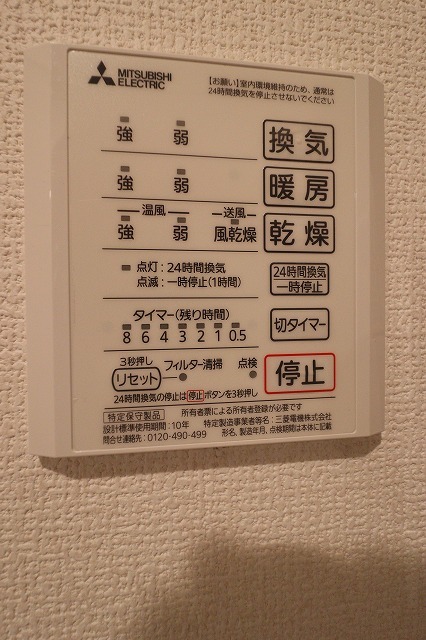 MITSUBISHI
ELECTRIC
【お願い】室内環境維持のため、通常は
24時間換気を停止させないでください
強 弱 換気
強 弱 暖房
温風 送風
強 弱 風乾燥 乾燥
点灯:24時間換気
点滅:一時停止(1時間)
24時間換気
一時停止
タイマー(残り時間)
8 6 4 3 2 1 0.5
切タイマー
3秒押し
リセット フィルター清掃 点検
停止
24時間換気の停止は停止ボタンを3秒押し
特定保守製品 所有者票による所有者登録が必要です
設計標準使用期間:10年 特定製造事業者等名:三菱電機株式会社
問合せ連絡先:0120-490-499 形名、製造年月、点検期間は本体に記載